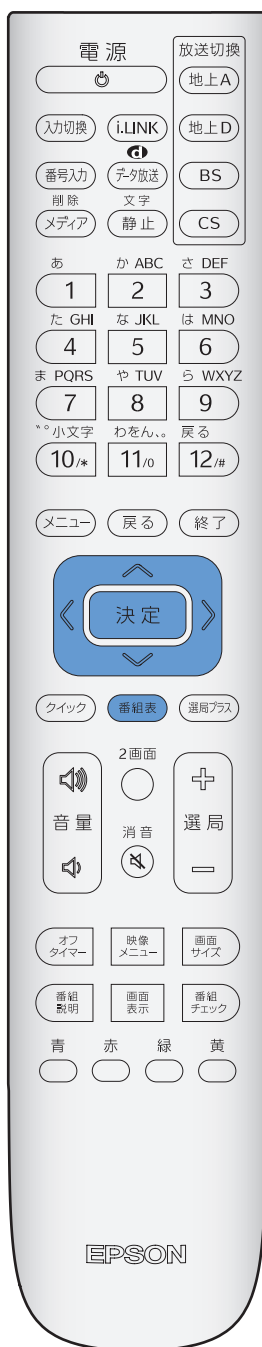 電源
放送切換
地上A
入力切換
i.LINK
地上D
d
番号入力
データ放送
BS
削除
文字
メディア
静止
CS
あ
か ABC
さ DEF
1
2
3
た GHI
な JKL
は MNO
4
5
6
ま PQRS
や TUV
ら WXYZ
7
8
9
゛゜小文字
わをん、。
戻る
10/*
11/0
12/#
メニュー
戻る
終了
決定
クイック
番組表
選局プラス
2画面
音量
選局
消音
オフ
タイマー
映像
メニュー
画面
サイズ
番組
説明
画面
表示
番組
チェック
青
赤
緑
黄
EPSON